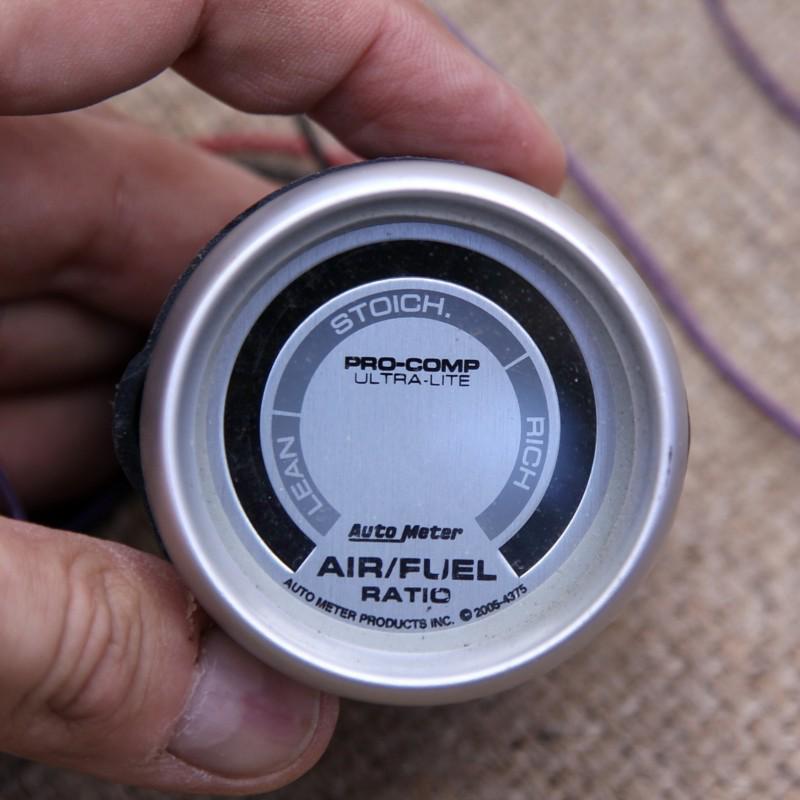 STOICH.
PRO-COMP
ULTRA-LITE
LEAN
RICH
Auto Meter
AIR/FUEL
RATIO
AUTO METER PRODUCTS INC. © 2005-4375